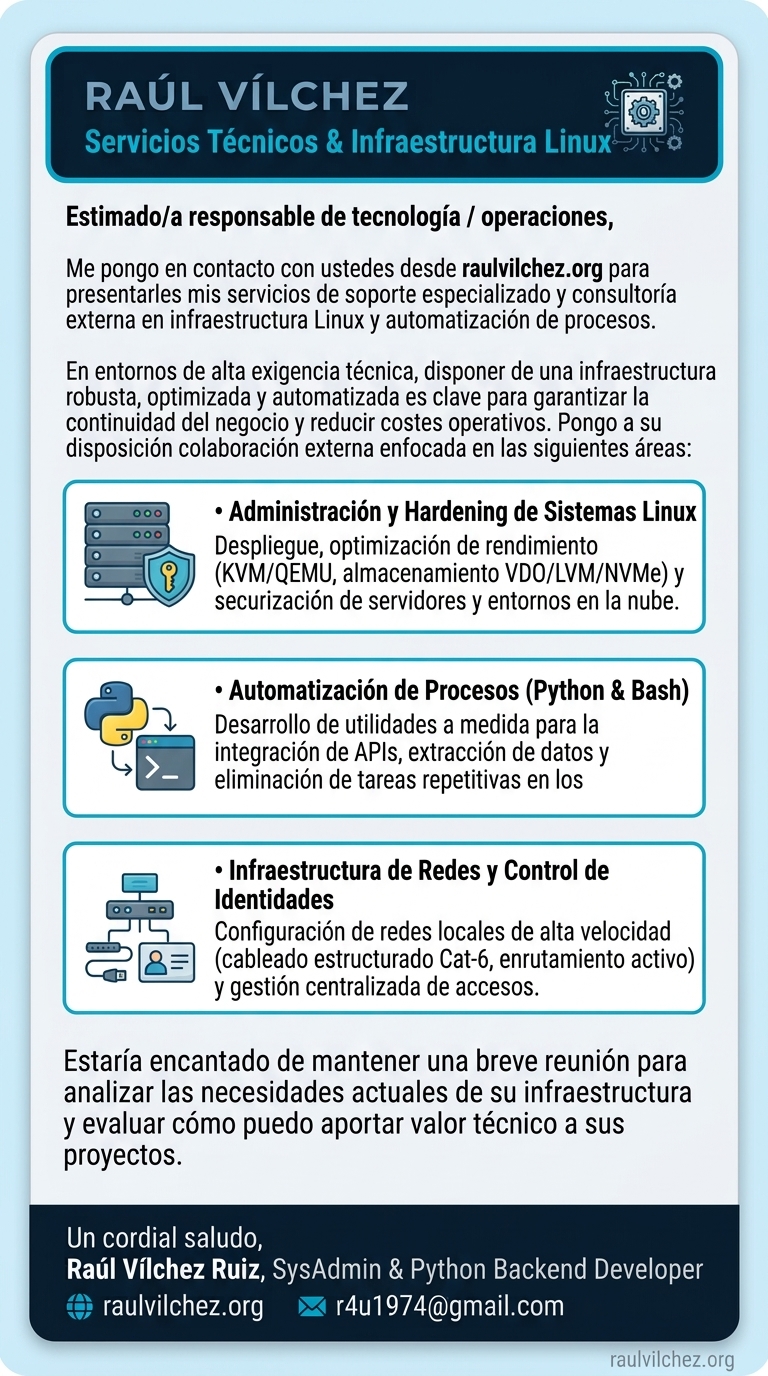 RAÚL VÍLCHEZ
Servicios Técnicos & Infraestructura Linux
Estimado/a responsable de tecnología / operaciones,
Me pongo en contacto con ustedes desde raulvilchez.org para
presentarles mis servicios de soporte especializado y consultoría
externa en infraestructura Linux y automatización de procesos.
En entornos de alta exigencia técnica, disponer de una infraestructura
robusta, optimizada y automatizada es clave para garantizar la
continuidad del negocio y reducir costes operativos. Pongo a su
disposición colaboración externa enfocada en las siguientes áreas:
• Administración y Hardening de Sistemas Linux
Despliegue, optimización de rendimiento
(KVM/QEMU, almacenamiento VDO/LVM/NVMe) y
securización de servidores y entornos en la nube.
• Automatización de Procesos (Python & Bash)
Desarrollo de utilidades a medida para la
integración de APIs, extracción de datos y
eliminación de tareas repetitivas en los
• Infraestructura de Redes y Control de
Identidades
Configuración de redes locales de alta velocidad
(cableado estructurado Cat-6, enrutamiento activo)
y gestión centralizada de accesos.
Estaría encantado de mantener una breve reunión para
analizar las necesidades actuales de su infraestructura
y evaluar cómo puedo aportar valor técnico a sus
proyectos.
Un cordial saludo,
Raúl Vílchez Ruiz, SysAdmin & Python Backend Developer
raulvilchez.org r4u1974@gmail.com
raulvilchez.org